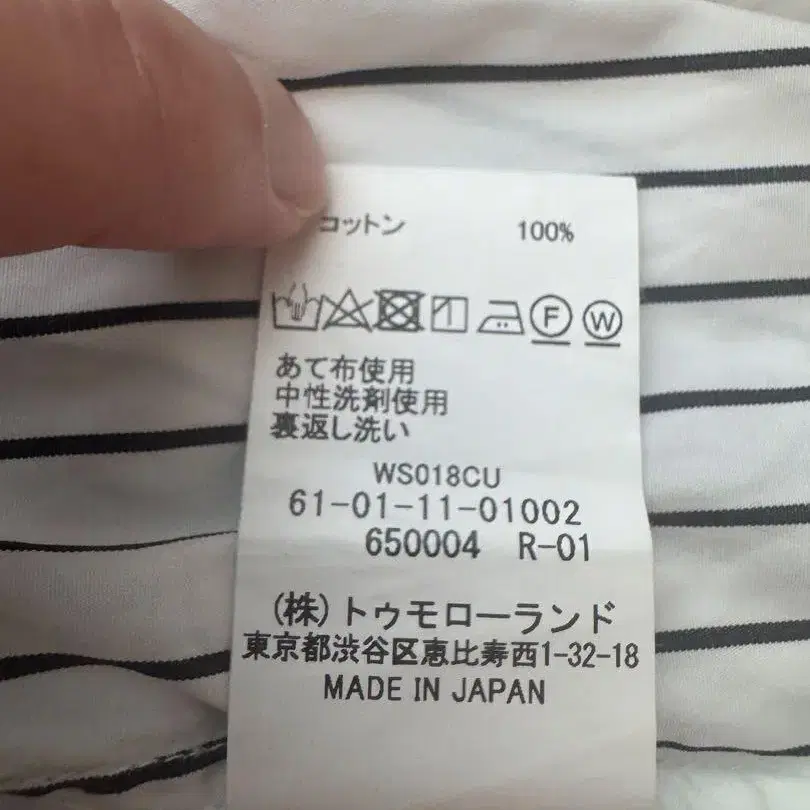 コットン 100%
F W
あて布使用
中性洗剤使用
裏返し洗い
WS018CU
61-01-11-01002
650004 R-01
(株)トゥモローランド
東京都渋谷区恵比寿西1-32-18
MADE IN JAPAN